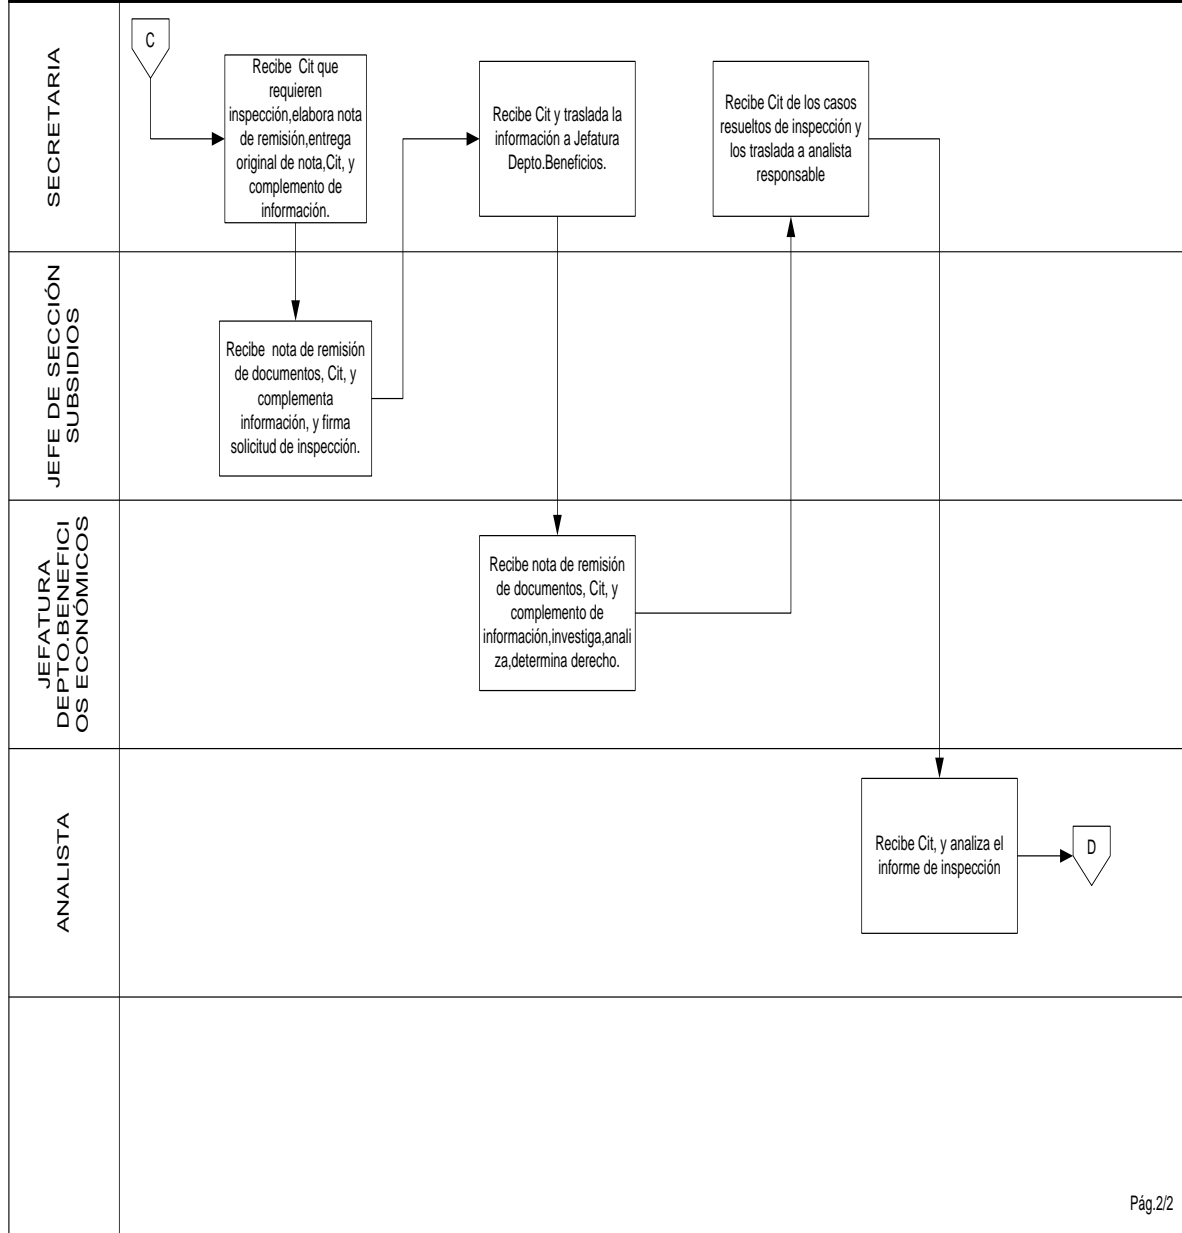 SECRETARIA
C
Recibe Cit que
requieren
inspección,elabora nota
de remisión,entrega
original de nota,Cit, y
complemento de
información.
Recibe Cit y traslada la
información a Jefatura
Depto.Beneficios.
Recibe Cit de los casos
resueltos de inspección y
los traslada a analista
responsable
JEFE DE SECCIÓN
SUBSIDIOS
Recibe nota de remisión
de documentos, Cit, y
complementa
información, y firma
solicitud de inspección.
JEFATURA
DEPTO.BENEFICI
OS ECONÓMICOS
Recibe nota de remisión
de documentos, Cit, y
complemento de
información,investiga,anali
za,determina derecho.
ANALISTA
Recibe Cit, y analiza el
informe de inspección
D
Pág.2/2